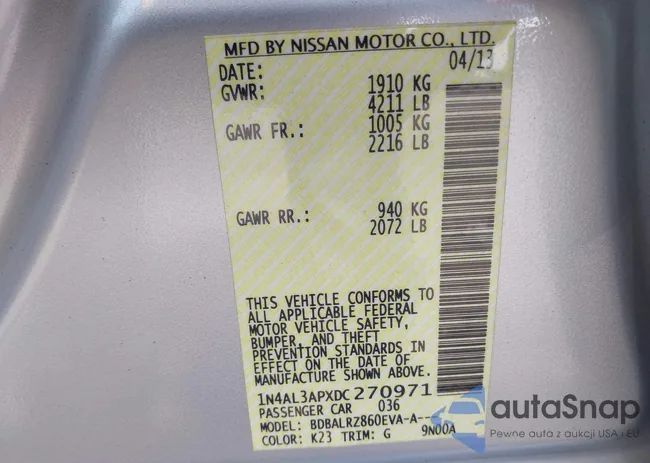 MFD BY NISSAN MOTOR CO., LTD.
DATE: 04/13
GVWR: 1910 KG
4211 LB
GAWR FR.: 1005 KG
2216 LB
GAWR RR.: 940 KG
2072 LB
THIS VEHICLE CONFORMS TO
ALL APPLICABLE FEDERAL
MOTOR VEHICLE SAFETY,
BUMPER, AND THEFT
PREVENTION STANDARDS IN
EFFECT ON THE DATE OF
MANUFACTURE SHOWN ABOVE.
1N4AL3APXDC270971
PASSENGER CAR 036
MODEL: BDBALRZ860EVA-A--
COLOR: K23 TRIM: G 9N00A
autoSnap
Pewne auta z aukcji USA i EU